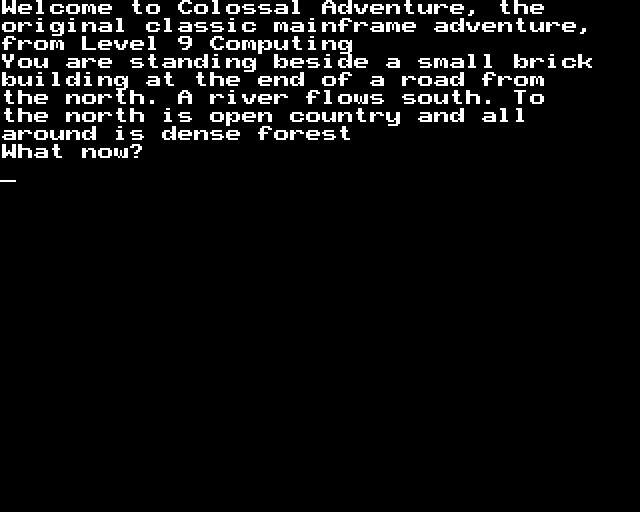 Welcome to Colossal Adventure, the
original classic mainframe adventure,
from Level 9 Computing
You are standing beside a small brick
building at the end of a road from
the north. A river flows south. To
the north is open country and all
around is dense forest
What now?